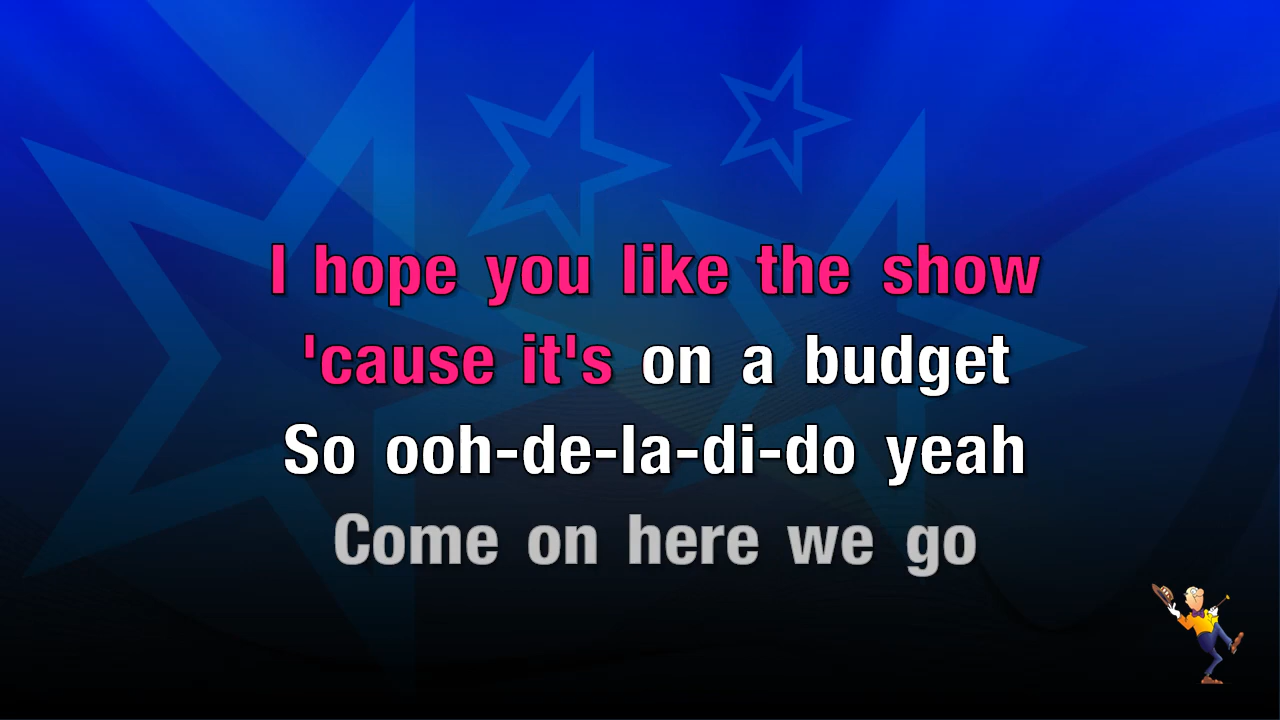 I hope you like the show
'cause it's on a budget
So ooh-de-la-di-do yeah
Come on here we go